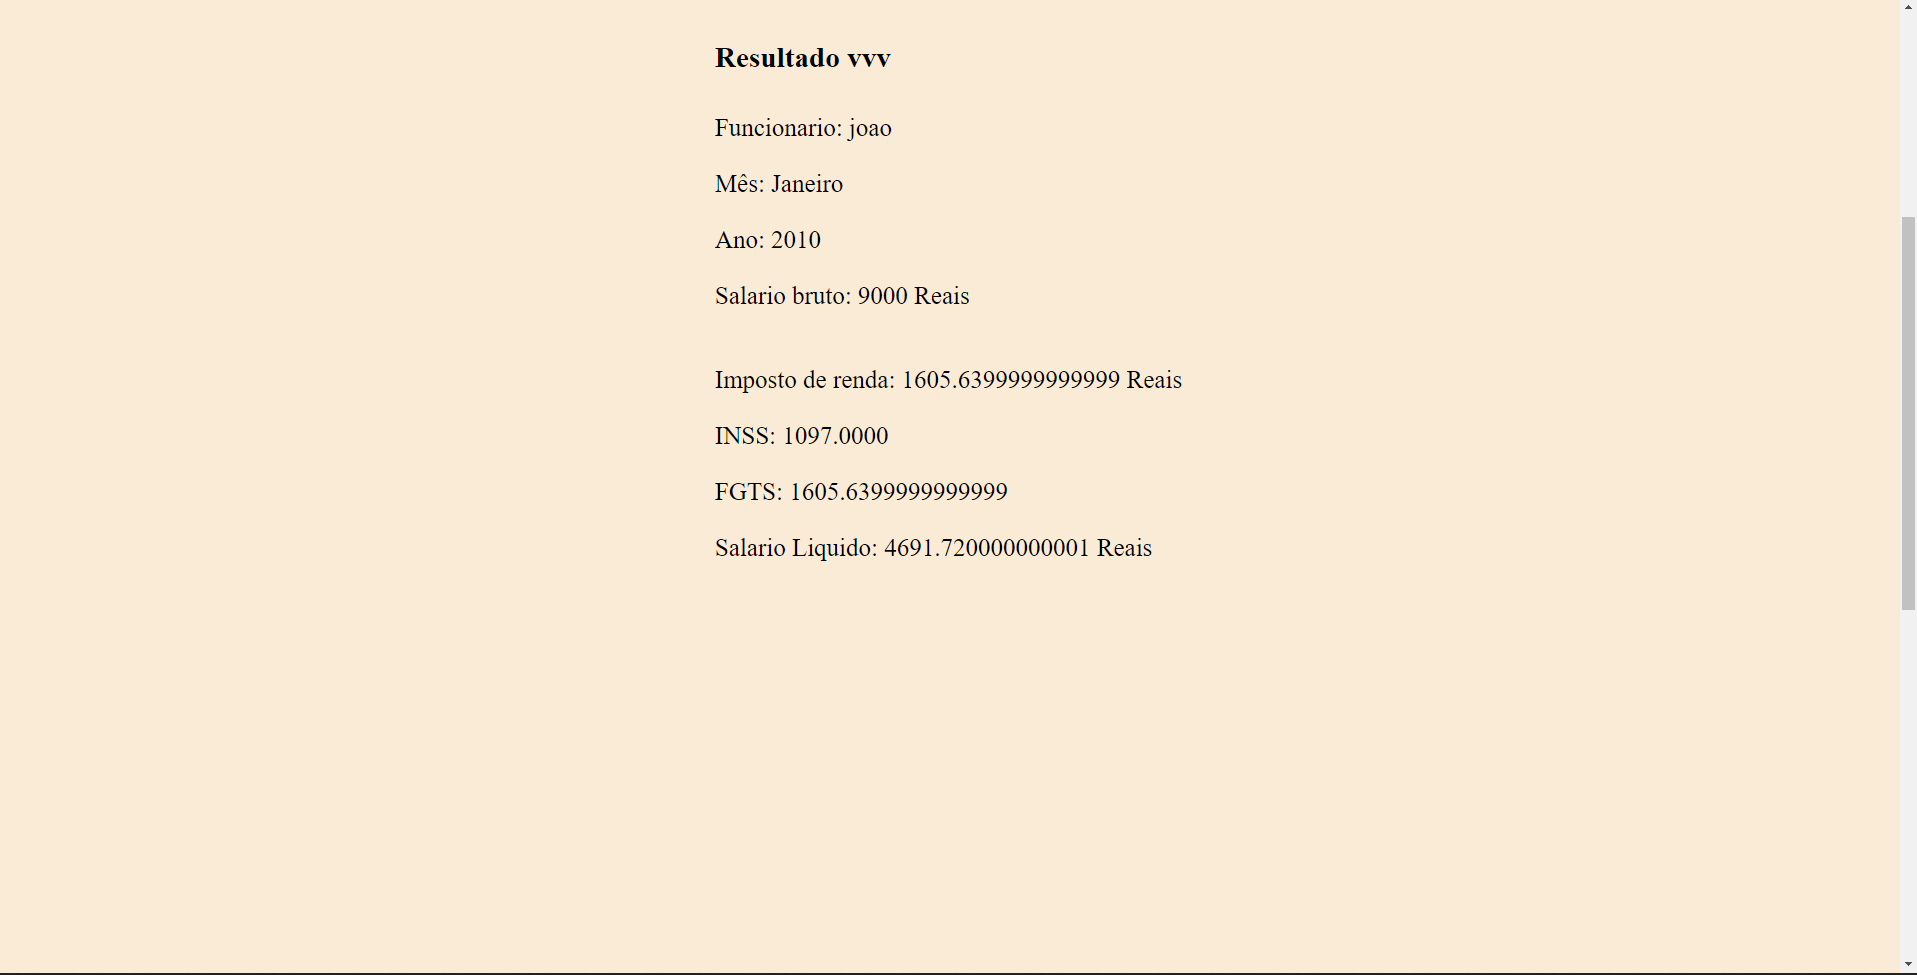 Resultado vvv
Funcionario: joao
Mês: Janeiro
Ano: 2010
Salario bruto: 9000 Reais
Imposto de renda: 1605.6399999999999 Reais
INSS: 1097.0000
FGTS: 1605.6399999999999
Salario Liquido: 4691.720000000001 Reais